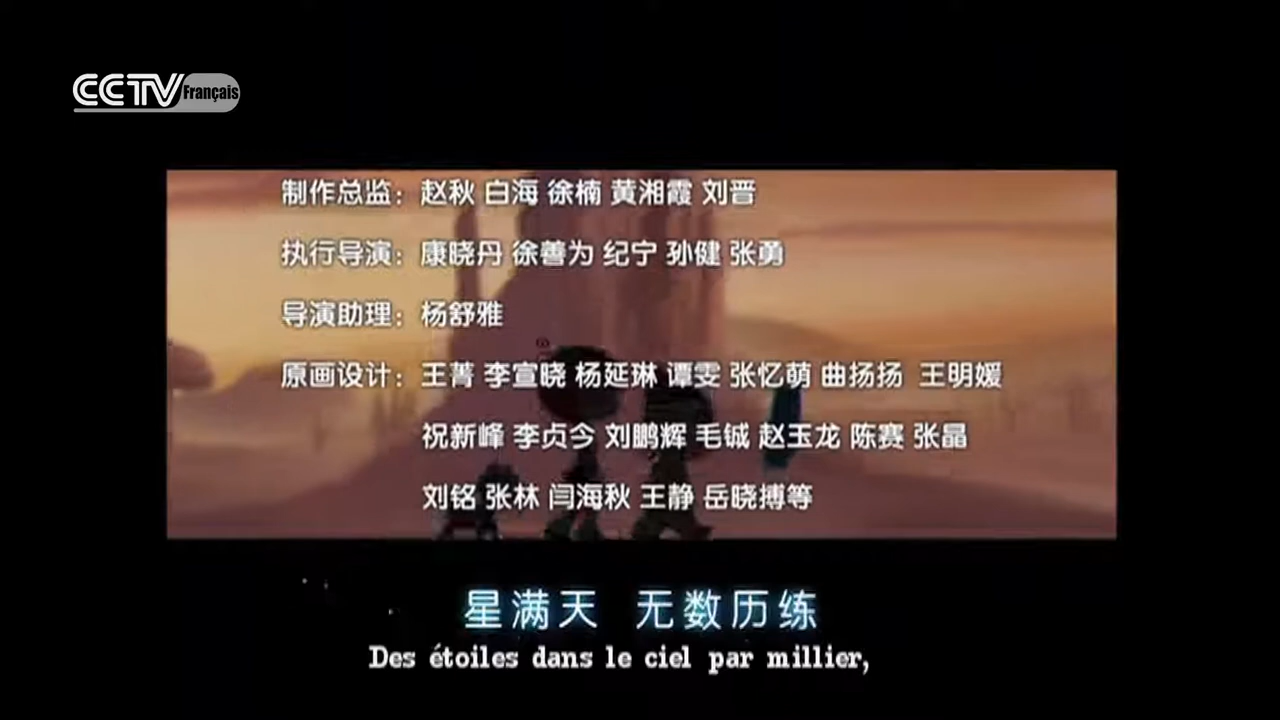 CCTV Français
制作总监：赵秋 白海 徐楠 黄湘霞 刘晋
执行导演：康晓丹 徐善为 纪宁 孙健 张勇
导演助理：杨舒雅
原画设计：王菁 李宣晓 杨延琳 谭雯 张忆萌 曲扬扬 王明媛
祝新峰 李贞今 刘鹏辉 毛铖 赵玉龙 陈赛 张晶
刘铭 张林 闫海秋 王静 岳晓搏等
星满天 无数历练
Des étoiles dans le ciel par millier,